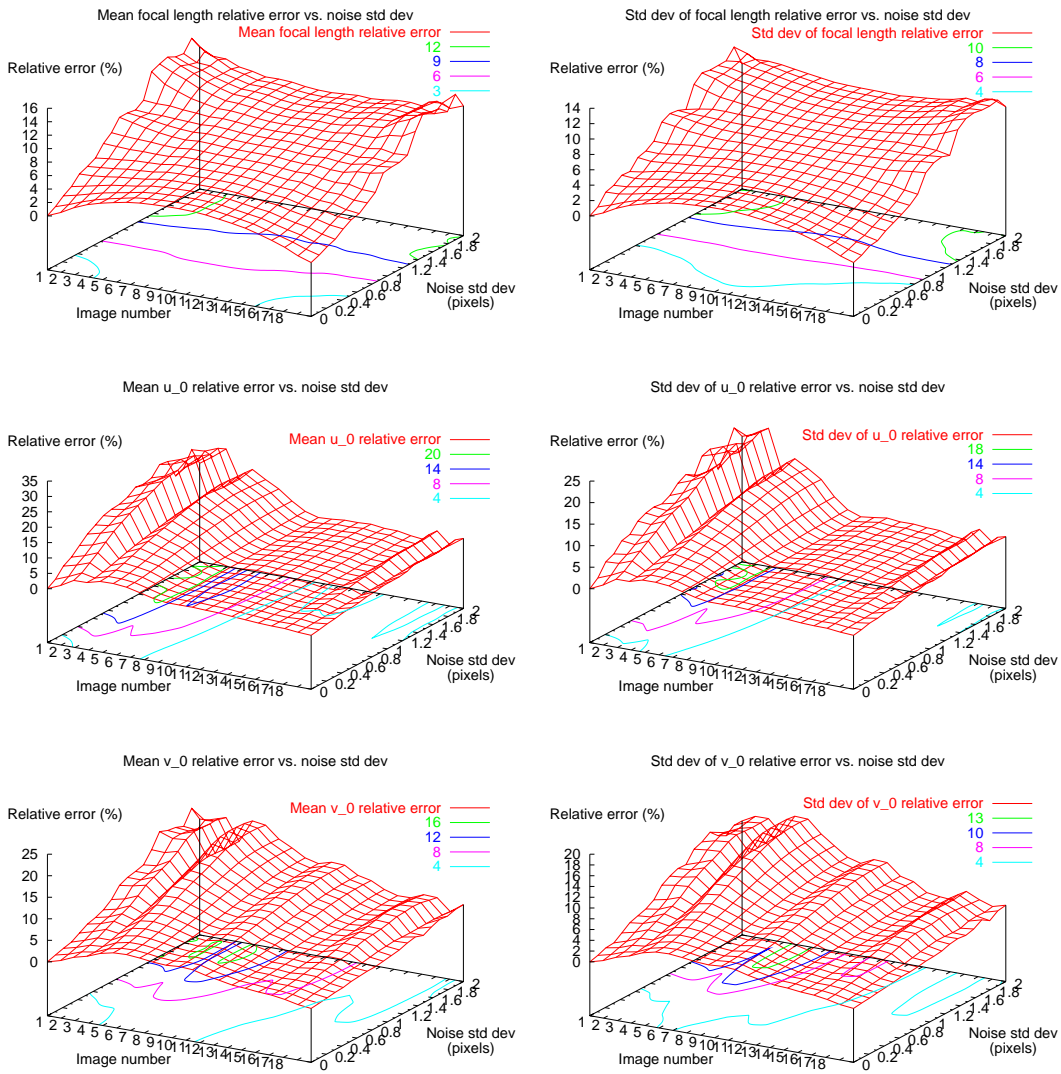 Mean focal length relative error vs. noise std dev
Mean focal length relative error
12
9
6
3
Relative error (%)
16
14
12
10
8
6
4
2
0
1 2 3 4 5 6 7 8 9 10 11 12 13 14 15 16 17 18
Image number
0 0.2 0.4 0.6 0.8 1 1.2 1.4 1.6 1.8 2
Noise std dev
(pixels)
Std dev of focal length relative error vs. noise std dev
Std dev of focal length relative error
10
8
6
4
Relative error (%)
14
12
10
8
6
4
2
0
1 2 3 4 5 6 7 8 9 10 11 12 13 14 15 16 17 18
Image number
0 0.2 0.4 0.6 0.8 1 1.2 1.4 1.6 1.8 2
Noise std dev
(pixels)
Mean u_0 relative error vs. noise std dev
Mean u_0 relative error
20
14
8
4
Relative error (%)
35
30
25
20
15
10
5
0
1 2 3 4 5 6 7 8 9 10 11 12 13 14 15 16 17 18
Image number
0 0.2 0.4 0.6 0.8 1 1.2 1.4 1.6 1.8 2
Noise std dev
(pixels)
Std dev of u_0 relative error vs. noise std dev
Std dev of u_0 relative error
18
14
8
4
Relative error (%)
25
20
15
10
5
0
1 2 3 4 5 6 7 8 9 10 11 12 13 14 15 16 17 18
Image number
0 0.2 0.4 0.6 0.8 1 1.2 1.4 1.6 1.8 2
Noise std dev
(pixels)
Mean v_0 relative error vs. noise std dev
Mean v_0 relative error
16
12
8
4
Relative error (%)
25
20
15
10
5
0
1 2 3 4 5 6 7 8 9 10 11 12 13 14 15 16 17 18
Image number
0 0.2 0.4 0.6 0.8 1 1.2 1.4 1.6 1.8 2
Noise std dev
(pixels)
Std dev of v_0 relative error vs. noise std dev
Std dev of v_0 relative error
13
10
8
4
Relative error (%)
20
18
16
14
12
10
8
6
4
2
0
1 2 3 4 5 6 7 8 9 10 11 12 13 14 15 16 17 18
Image number
0 0.2 0.4 0.6 0.8 1 1.2 1.4 1.6 1.8 2
Noise std dev
(pixels)